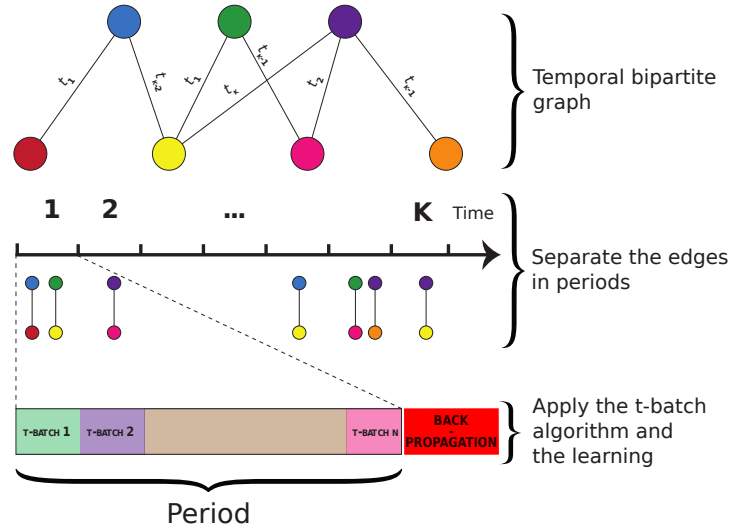 t₁
tₖ₋₂
t₁
tₖ
tₖ₋₁
t₂
tₖ₋₁
Temporal bipartite
graph
1 2 ... K Time
Separate the edges
in periods
T-BATCH 1
T-BATCH 2
T-BATCH N
BACK
-
PROPAGATION
Apply the t-batch
algorithm and
the learning
Period